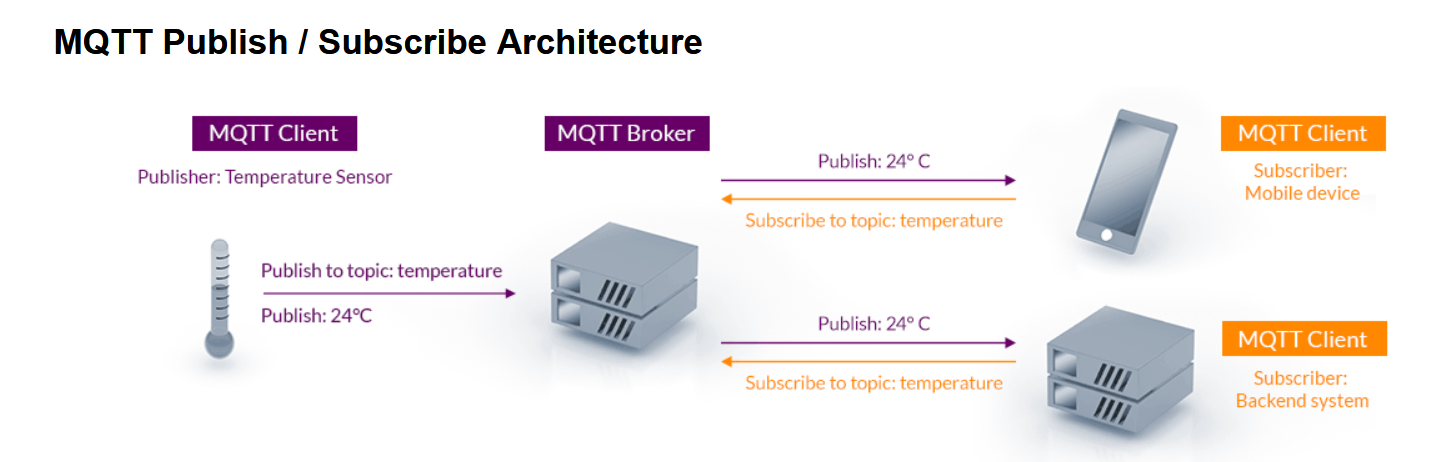 MQTT Publish / Subscribe Architecture
MQTT Client
Publisher: Temperature Sensor
Publish to topic: temperature
Publish: 24°C
MQTT Broker
Publish: 24° C
Subscribe to topic: temperature
MQTT Client
Subscriber:
Mobile device
Publish: 24° C
Subscribe to topic: temperature
MQTT Client
Subscriber:
Backend system